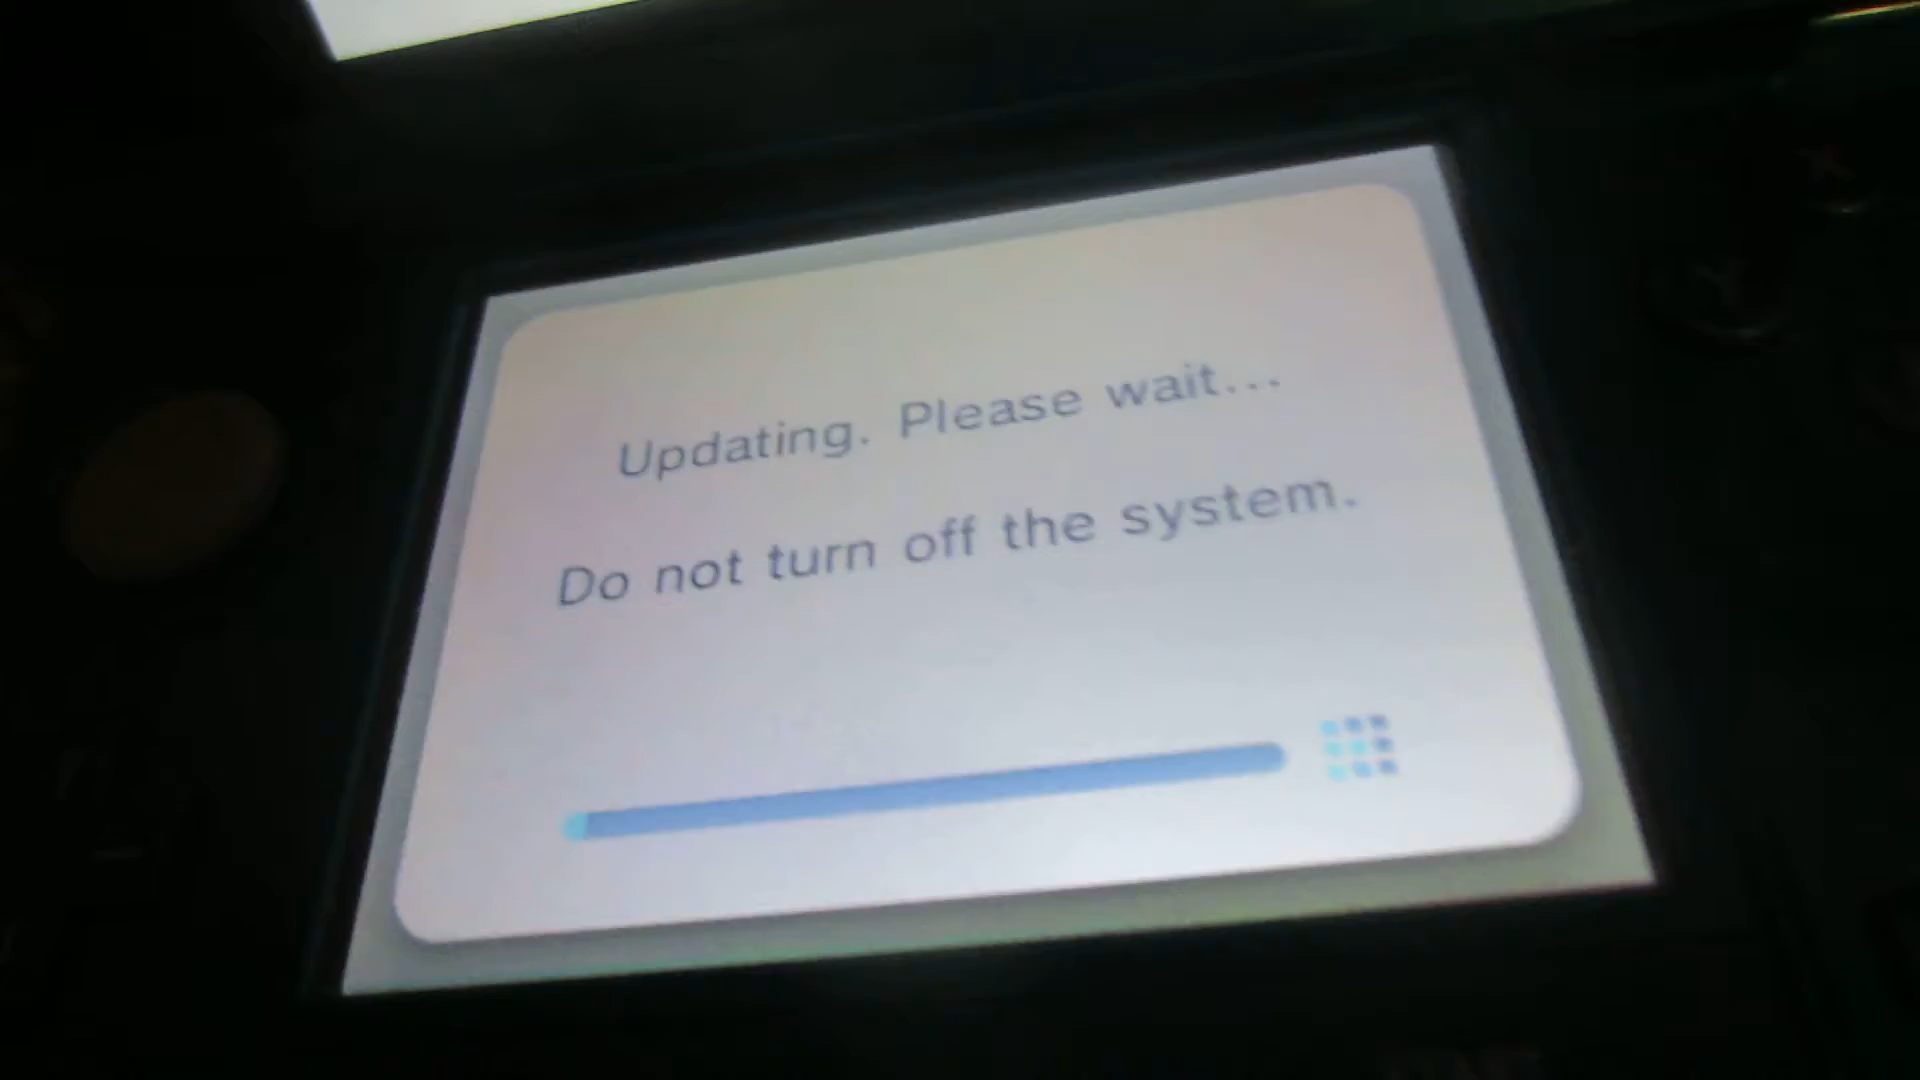 Updating. Please wait...
Do not turn off the system.